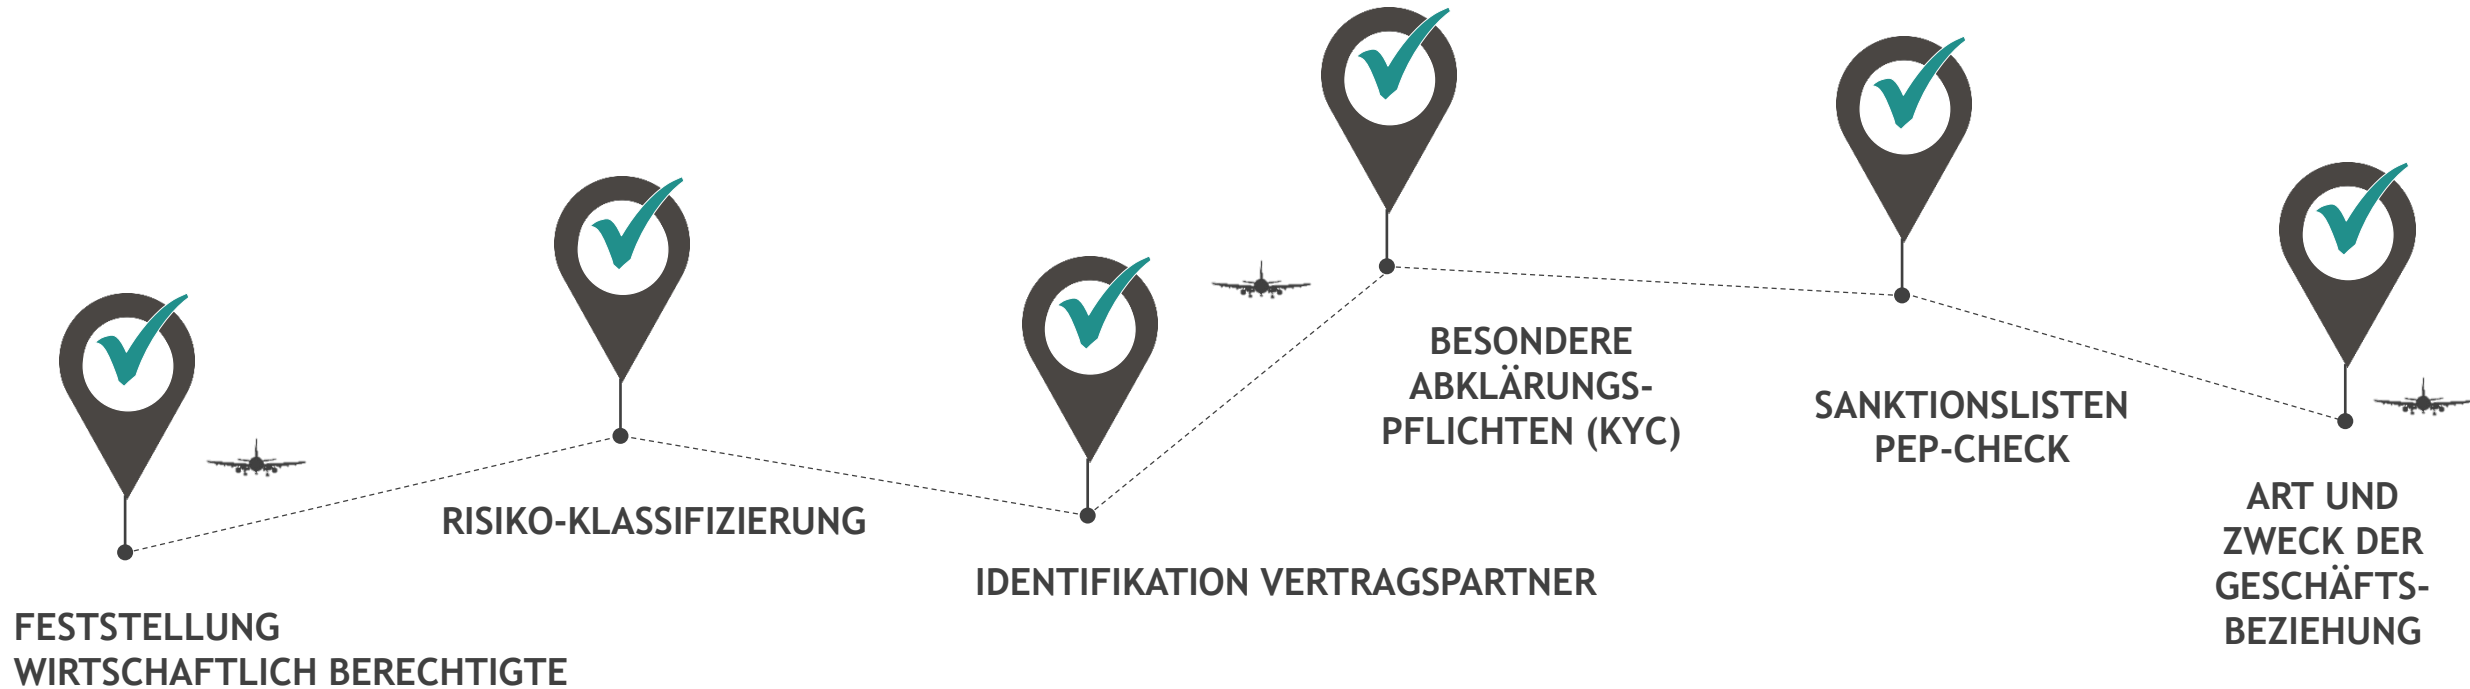 FESTSTELLUNG
WIRTSCHAFTLICH BERECHTIGTE
RISIKO-KLASSIFIZIERUNG
IDENTIFIKATION VERTRAGSPARTNER
BESONDERE
ABKLÄRUNGS-
PFLICHTEN (KYC)
SANKTIONSLISTEN
PEP-CHECK
ART UND
ZWECK DER
GESCHÄFTS-
BEZIEHUNG